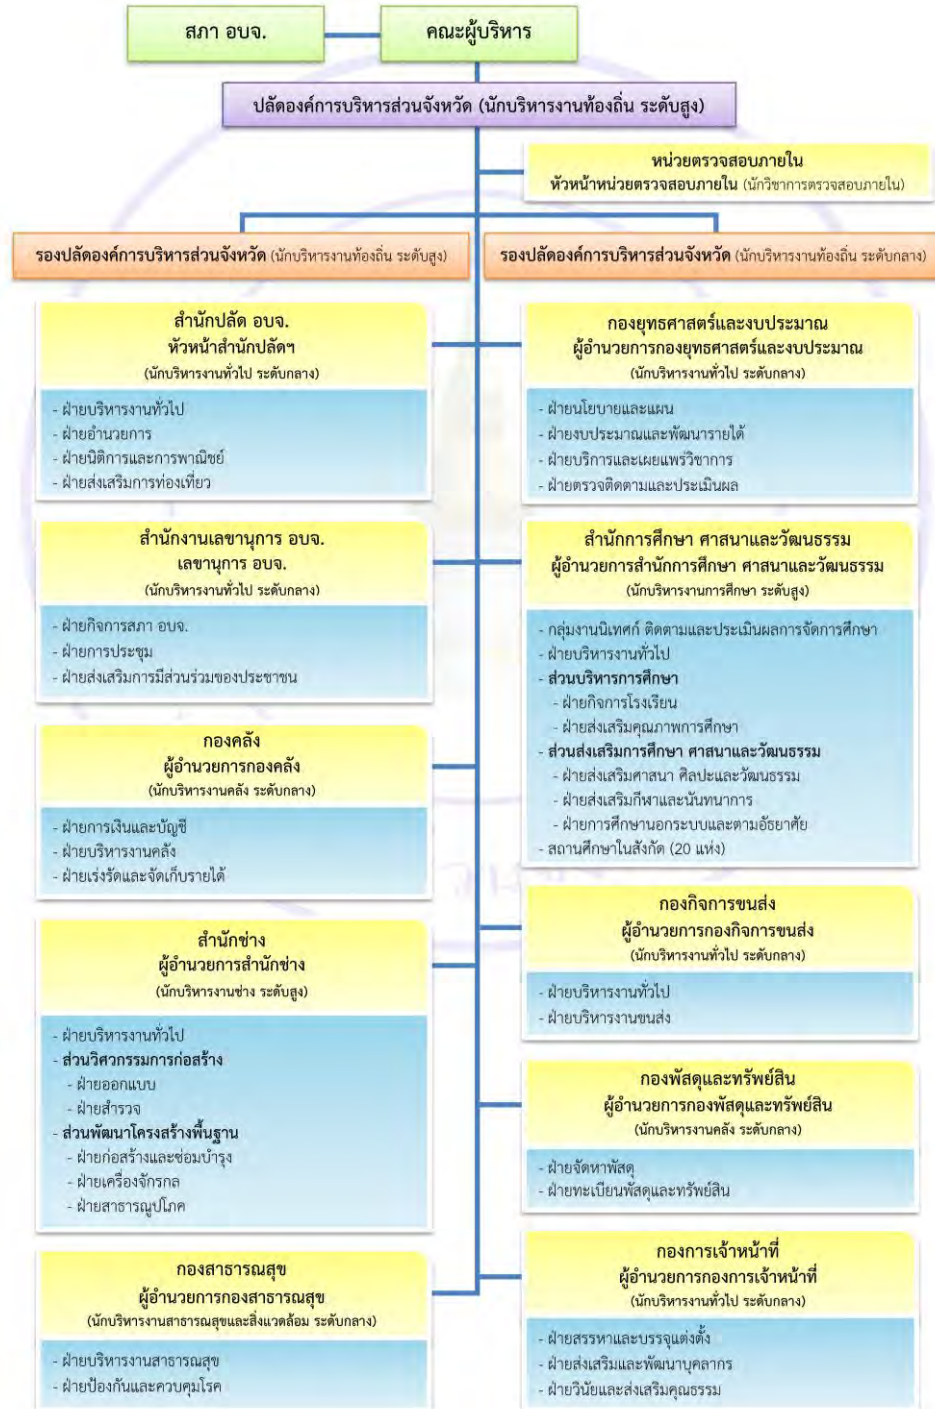 สภา อบจ.
คณะผู้บริหาร
ปลัดองค์การบริหารส่วนจังหวัด (นักบริหารงานท้องถิ่น ระดับสูง)
หน่วยตรวจสอบภายใน
หัวหน้าหน่วยตรวจสอบภายใน (นักวิชาการตรวจสอบภายใน)
รองปลัดองค์การบริหารส่วนจังหวัด (นักบริหารงานท้องถิ่น ระดับสูง)
รองปลัดองค์การบริหารส่วนจังหวัด (นักบริหารงานท้องถิ่น ระดับกลาง)
สำนักปลัด อบจ.
หัวหน้าสำนักปลัดฯ
(นักบริหารงานทั่วไป ระดับกลาง)
- ฝ่ายบริหารงานทั่วไป
- ฝ่ายอำนวยการ
- ฝ่ายนิติการและการพาณิชย์
- ฝ่ายส่งเสริมการท่องเที่ยว
กองยุทธศาสตร์และงบประมาณ
ผู้อำนวยการกองยุทธศาสตร์และงบประมาณ
(นักบริหารงานทั่วไป ระดับกลาง)
- ฝ่ายนโยบายและแผน
- ฝ่ายงบประมาณและพัฒนารายได้
- ฝ่ายบริการและเผยแพร่วิชาการ
- ฝ่ายตรวจติดตามและประเมินผล
สำนักงานเลขานุการ อบจ.
เลขานุการ อบจ.
(นักบริหารงานทั่วไป ระดับกลาง)
- ฝ่ายกิจการสภา อบจ.
- ฝ่ายการประชุม
- ฝ่ายส่งเสริมการมีส่วนร่วมของประชาชน
สำนักการศึกษา ศาสนาและวัฒนธรรม
ผู้อำนวยการสำนักการศึกษา ศาสนาและวัฒนธรรม
(นักบริหารงานการศึกษา ระดับสูง)
- กลุ่มงานนิเทศก์ ติดตามและประเมินผลการจัดการศึกษา
- ฝ่ายบริหารงานทั่วไป
- ส่วนบริหารการศึกษา
- ฝ่ายกิจการโรงเรียน
- ฝ่ายส่งเสริมคุณภาพการศึกษา
- ส่วนส่งเสริมการศึกษา ศาสนาและวัฒนธรรม
- ฝ่ายส่งเสริมศาสนา ศิลปะและวัฒนธรรม
- ฝ่ายส่งเสริมกีฬาและนันทนาการ
- ฝ่ายการศึกษานอกระบบและตามอัธยาศัย
- สถานศึกษาในสังกัด (20 แห่ง)
กองคลัง
ผู้อำนวยการกองคลัง
(นักบริหารงานคลัง ระดับกลาง)
- ฝ่ายการเงินและบัญชี
- ฝ่ายบริหารงานคลัง
- ฝ่ายเร่งรัดและจัดเก็บรายได้
กองกิจการขนส่ง
ผู้อำนวยการกองกิจการขนส่ง
(นักบริหารงานทั่วไป ระดับกลาง)
- ฝ่ายบริหารงานทั่วไป
- ฝ่ายบริหารงานขนส่ง
สำนักช่าง
ผู้อำนวยการสำนักช่าง
(นักบริหารงานช่าง ระดับสูง)
- ฝ่ายบริหารงานทั่วไป
- ส่วนวิศวกรรมการก่อสร้าง
- ฝ่ายออกแบบ
- ฝ่ายสำรวจ
- ส่วนพัฒนาโครงสร้างพื้นฐาน
- ฝ่ายก่อสร้างและซ่อมบำรุง
- ฝ่ายเครื่องจักรกล
- ฝ่ายสาธารณูปโภค
กองพัสดุและทรัพย์สิน
ผู้อำนวยการกองพัสดุและทรัพย์สิน
(นักบริหารงานคลัง ระดับกลาง)
- ฝ่ายจัดหาพัสดุ
- ฝ่ายทะเบียนพัสดุและทรัพย์สิน
กองสาธารณสุข
ผู้อำนวยการกองสาธารณสุข
(นักบริหารงานสาธารณสุขและสิ่งแวดล้อม ระดับกลาง)
- ฝ่ายบริหารงานสาธารณสุข
- ฝ่ายป้องกันและควบคุมโรค
กองการเจ้าหน้าที่
ผู้อำนวยการกองการเจ้าหน้าที่
(นักบริหารงานทั่วไป ระดับกลาง)
- ฝ่ายสรรหาและบรรจุแต่งตั้ง
- ฝ่ายส่งเสริมและพัฒนาบุคลากร
- ฝ่ายวินัยและส่งเสริมคุณธรรม